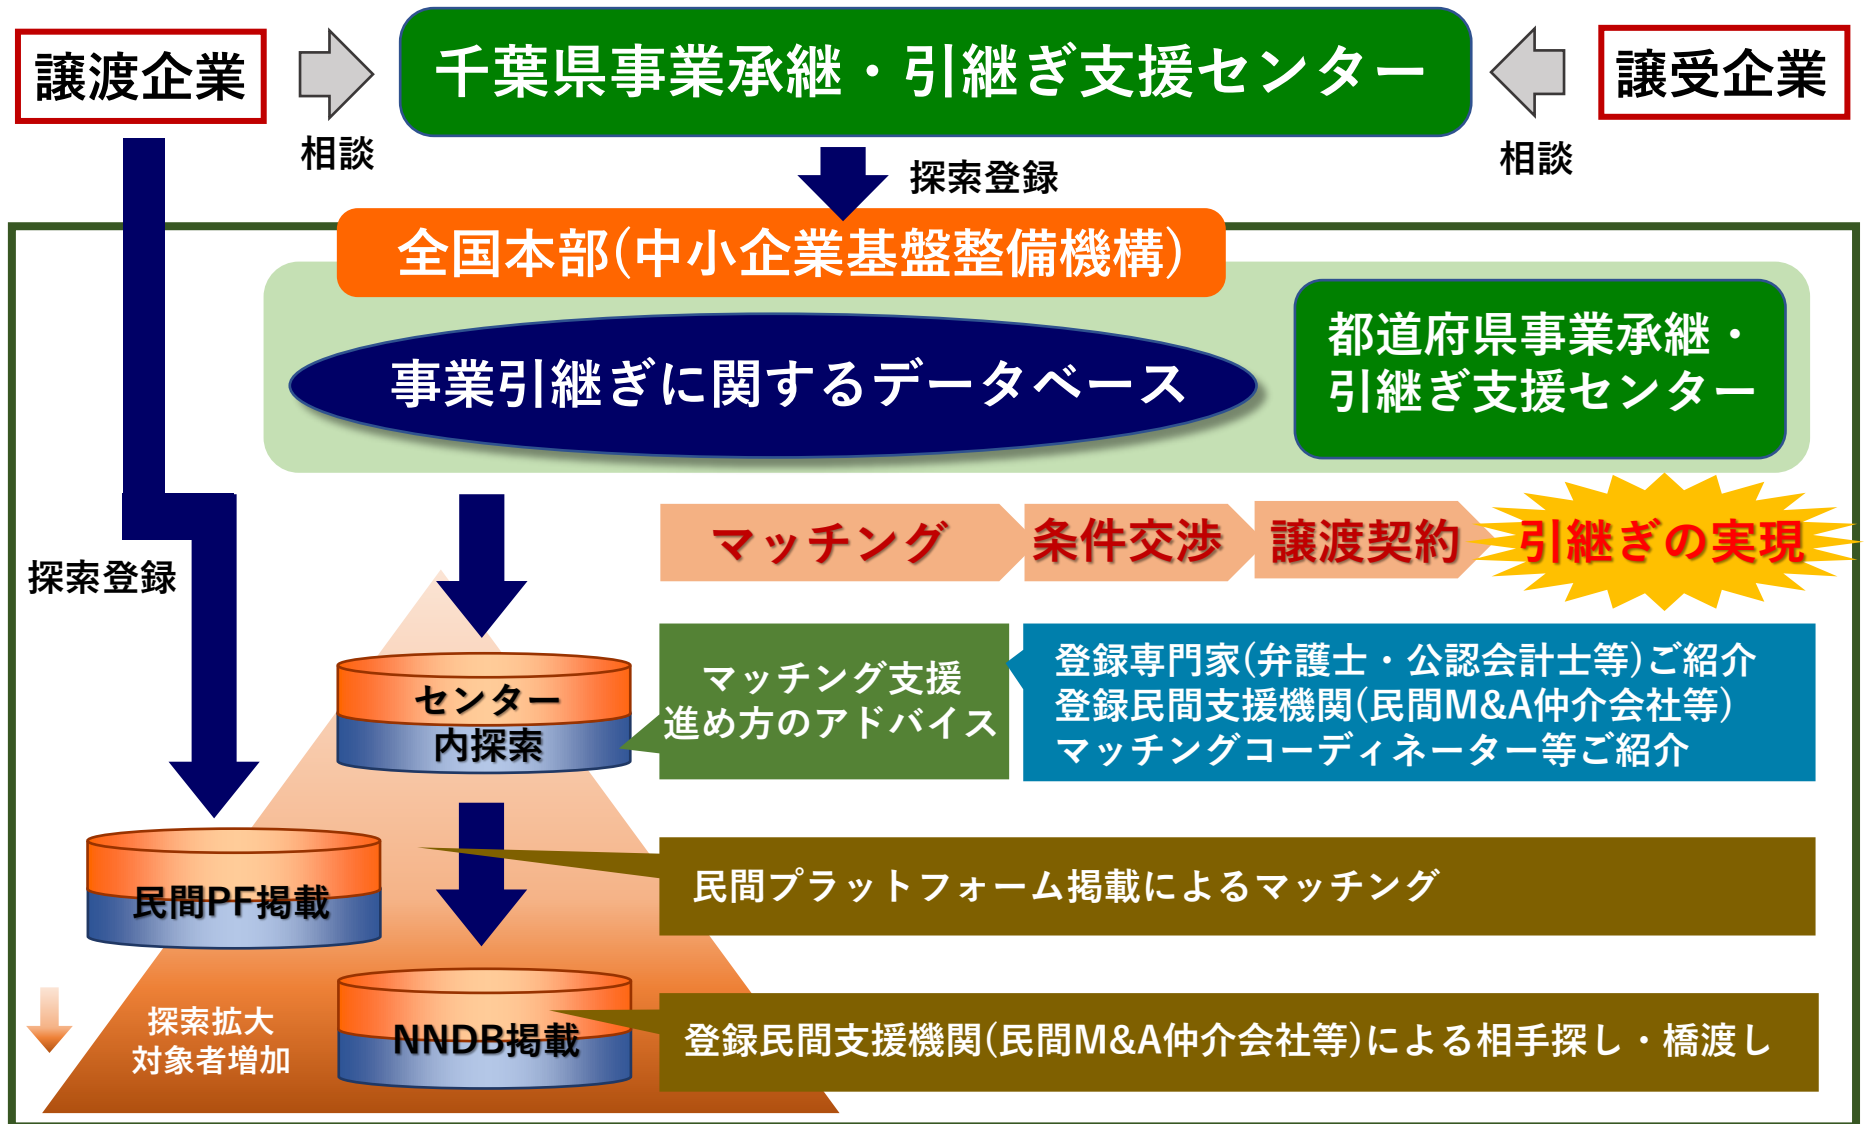 譲渡企業
千葉県事業承継・引継ぎ支援センター
譲受企業
相談
相談
探索登録
全国本部(中小企業基盤整備機構)
事業引継ぎに関するデータベース
都道府県事業承継・
引継ぎ支援センター
マッチング
条件交渉
譲渡契約
引継ぎの実現
探索登録
センター
内探索
マッチング支援
進め方のアドバイス
登録専門家(弁護士・公認会計士等)ご紹介
登録民間支援機関(民間M&A仲介会社等)
マッチングコーディネーター等ご紹介
民間PF掲載
民間プラットフォーム掲載によるマッチング
探索拡大
対象者増加
NNDB掲載
登録民間支援機関(民間M&A仲介会社等)による相手探し・橋渡し